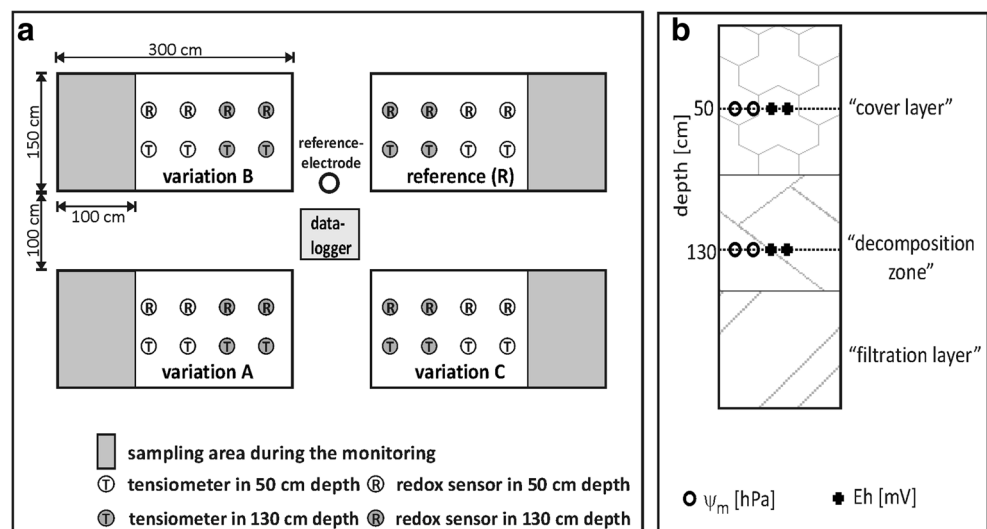 a
300 cm
150 cm
R R R R
T T T T
variation B
reference-
electrode
R R R R
T T T T
reference (R)
100 cm
100 cm
data-
logger
R R R R
T T T T
variation A
R R R R
T T T T
variation C
sampling area during the monitoring
T tensiometer in 50 cm depth R redox sensor in 50 cm depth
T tensiometer in 130 cm depth R redox sensor in 130 cm depth
b
depth [cm]
50
“cover layer”
130
“decomposition
zone”
“filtration layer”
ψm [hPa] Eh [mV]